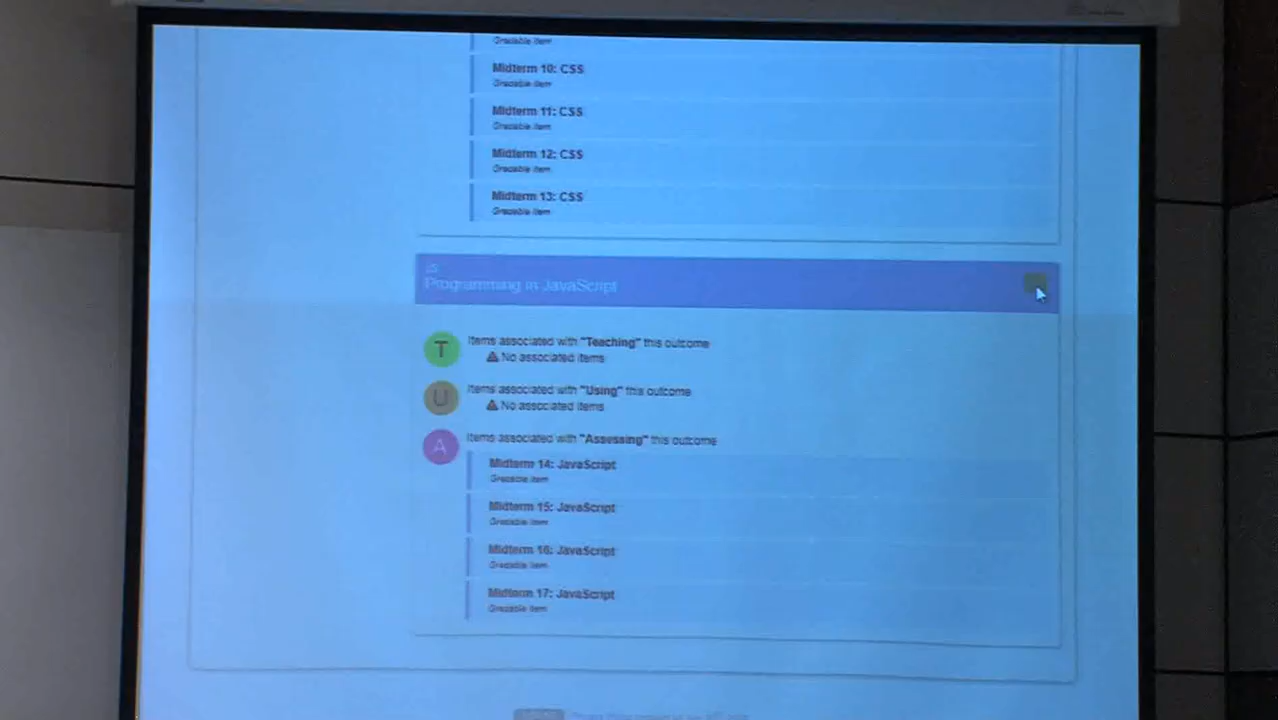 Gradable item
Midterm 10: CSS
Gradable item
Midterm 11: CSS
Gradable item
Midterm 12: CSS
Gradable item
Midterm 13: CSS
Gradable item
Programming in JavaScript
T
Items associated with "Teaching" this outcome
No associated items
U
Items associated with "Using" this outcome
No associated items
A
Items associated with "Assessing" this outcome
Midterm 14: JavaScript
Gradable item
Midterm 15: JavaScript
Gradable item
Midterm 16: JavaScript
Gradable item
Midterm 17: JavaScript
Gradable item